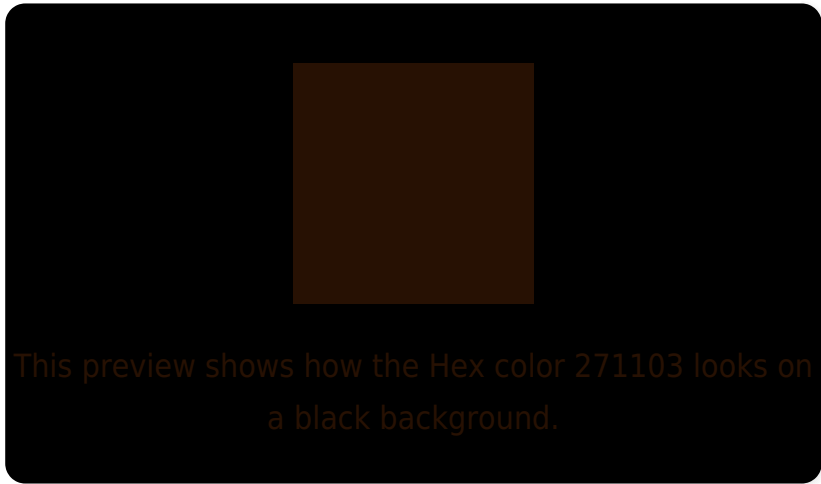 This preview shows how the Hex color 271103 looks on
a black background.